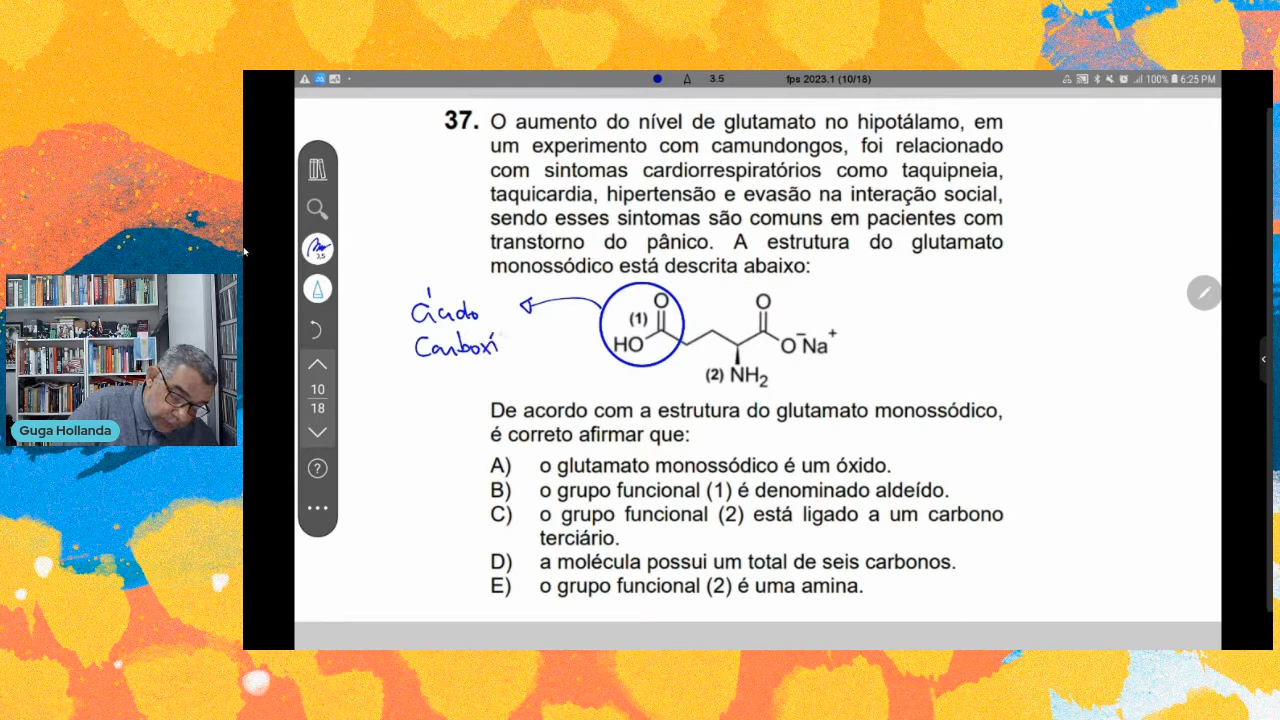 3.5
fps 2023.1 (10/18)
100%
6:25 PM
37. O aumento do nível de glutamato no hipotálamo, em
um experimento com camundongos, foi relacionado
com sintomas cardiorrespiratórios como taquipneia,
taquicardia, hipertensão e evasão na interação social,
sendo esses sintomas são comuns em pacientes com
transtorno do pânico. A estrutura do glutamato
monossódico está descrita abaixo:
ácido
Carboxí
O
O
(1)
HO
O⁻Na⁺
(2) NH₂
De acordo com a estrutura do glutamato monossódico,
é correto afirmar que:
A) o glutamato monossódico é um óxido.
B) o grupo funcional (1) é denominado aldeído.
C) o grupo funcional (2) está ligado a um carbono
terciário.
D) a molécula possui um total de seis carbonos.
E) o grupo funcional (2) é uma amina.
3,5
10
18
?
Guga Hollanda